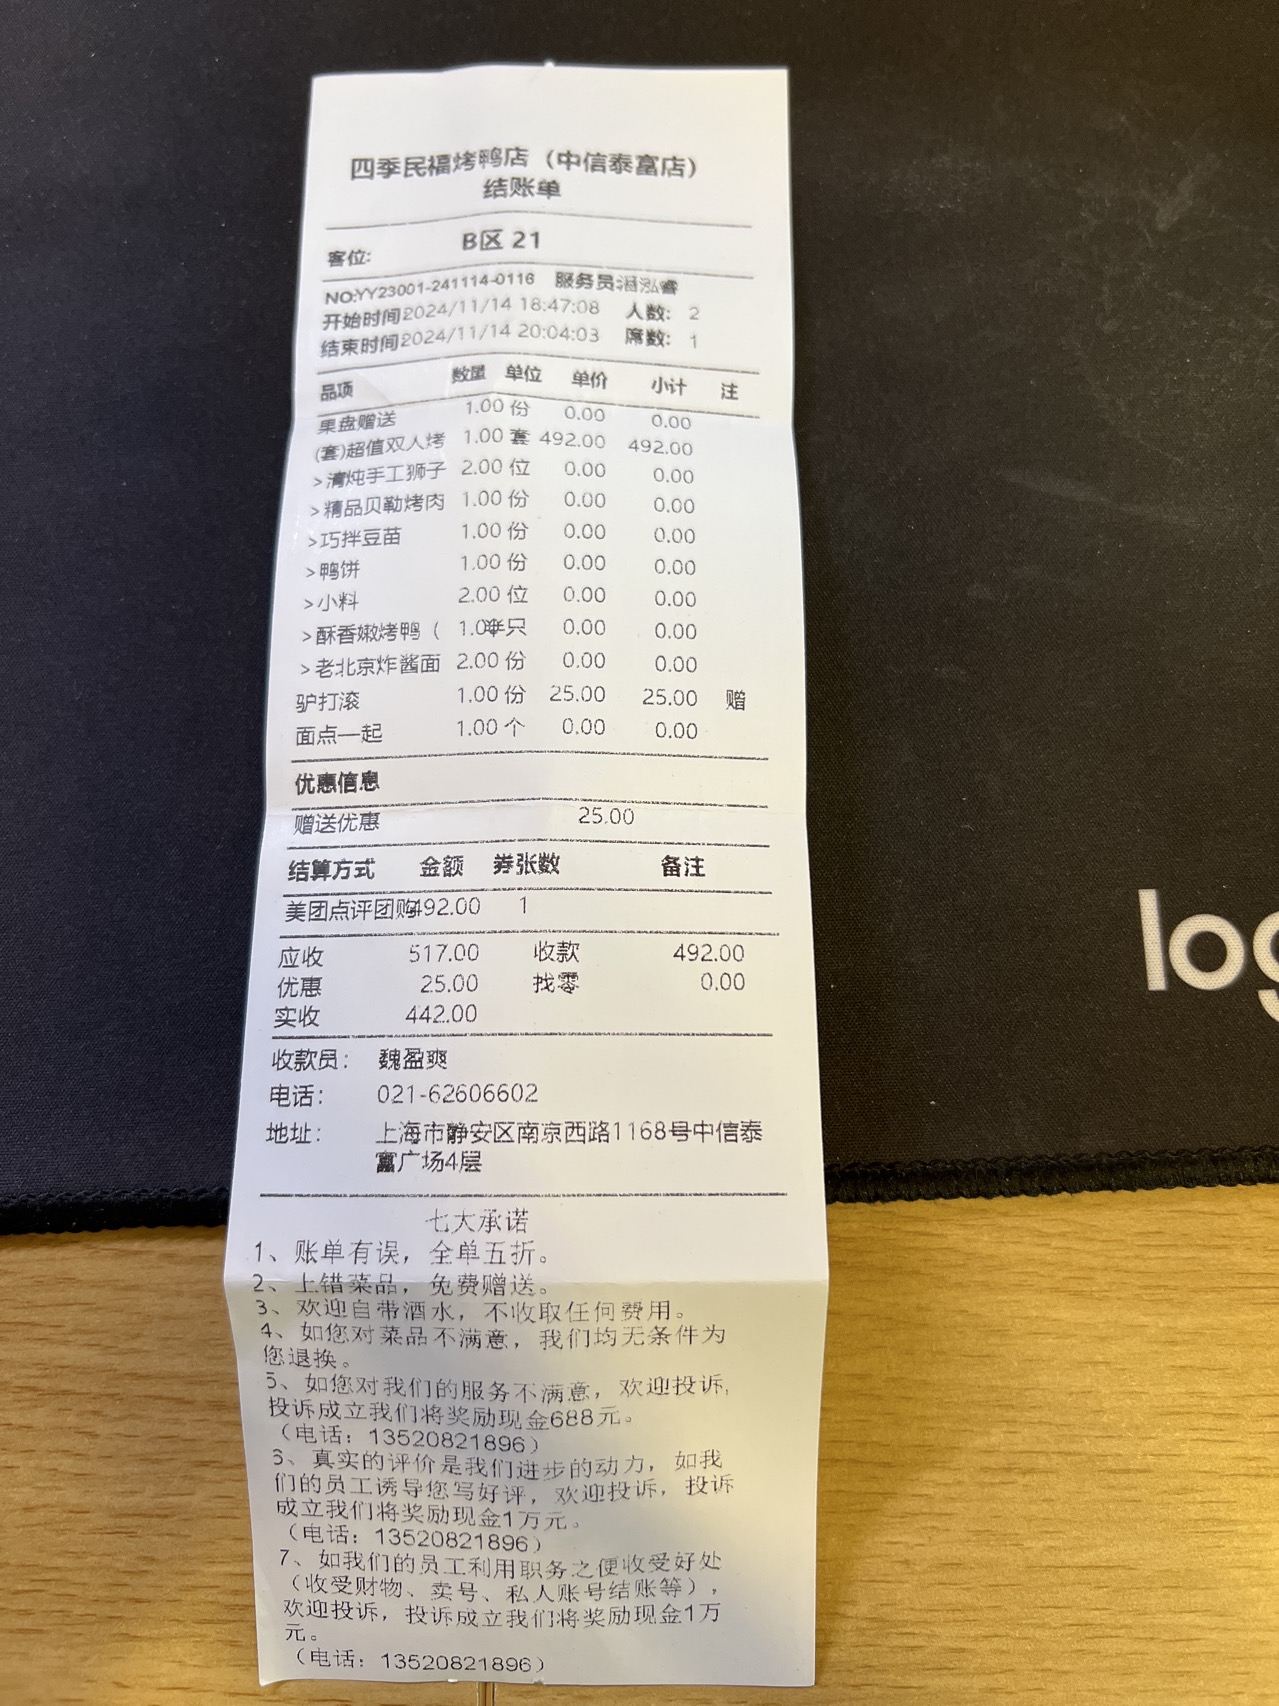 四季民福烤鸭店（中信泰富店）
结账单
客位: B区 21
NO:YY23001-241114-0116 服务员 泓睿
开始时间2024/11/14 18:47:08 人数: 2
结束时间2024/11/14 20:04:03 席数: 1
品项 数量 单位 单价 小计 注
果盘赠送 1.00 份 0.00 0.00
(套)超值双人烤 1.00 套 492.00 492.00
>清炖手工狮子 2.00 位 0.00 0.00
>精品贝勒烤肉 1.00 份 0.00 0.00
>巧拌豆苗 1.00 份 0.00 0.00
>鸭饼 1.00 份 0.00 0.00
>小料 2.00 位 0.00 0.00
>酥香嫩烤鸭（ 1.00半只 0.00 0.00
>老北京炸酱面 2.00 份 0.00 0.00
驴打滚 1.00 份 25.00 25.00 赠
面点一起 1.00 个 0.00 0.00
优惠信息
赠送优惠 25.00
结算方式 金额 券张数 备注
美团点评团购492.00 1
应收 517.00 收款 492.00
优惠 25.00 找零 0.00
实收 442.00
收款员: 魏盈爽
电话: 021-62606602
地址: 上海市静安区南京西路1168号中信泰
富广场4层
七大承诺
1、账单有误，全单五折。
2、上错菜品，免费赠送。
3、欢迎自带酒水，不收取任何费用。
4、如您对菜品不满意，我们均无条件为
您退换。
5、如您对我们的服务不满意，欢迎投诉,
投诉成立我们将奖励现金688元。
（电话：13520821896）
6、真实的评价是我们进步的动力，如我
们的员工诱导您写好评，欢迎投诉，投诉
成立我们将奖励现金1万元。
（电话：13520821896）
7、如我们的员工利用职务之便收受好处
（收受财物、卖号、私人账号结账等），
欢迎投诉，投诉成立我们将奖励现金1万
元。
（电话：13520821896）
log